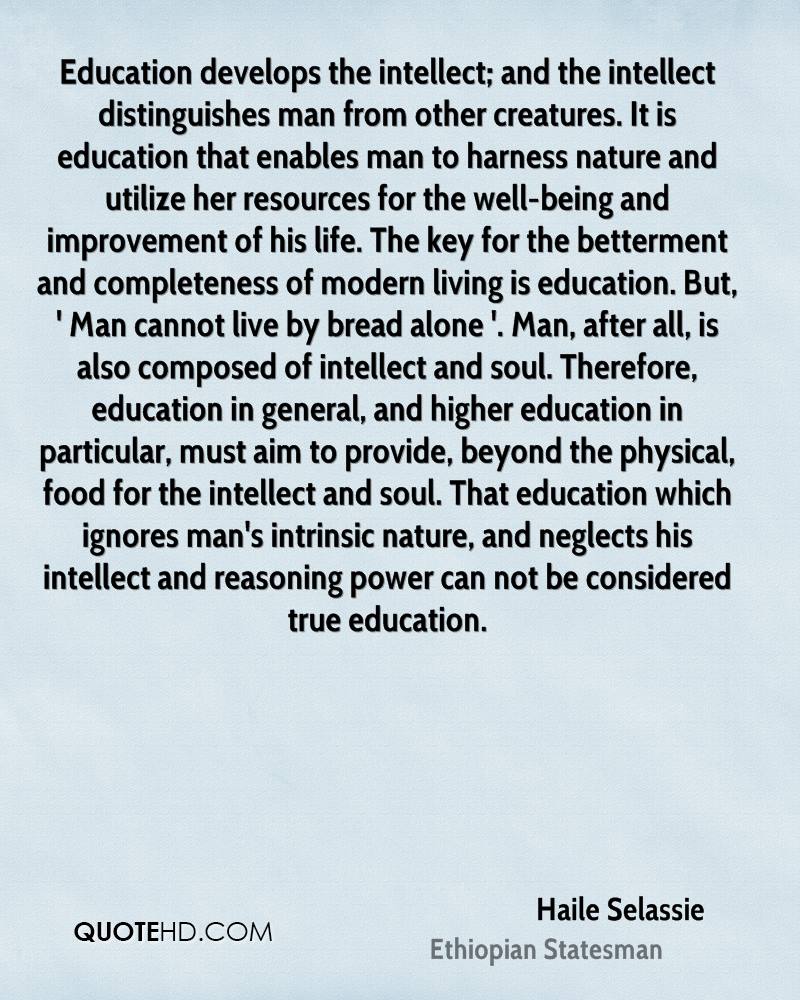 Education develops the intellect; and the intellect
distinguishes man from other creatures. It is
education that enables man to harness nature and
utilize her resources for the well-being and
improvement of his life. The key for the betterment
and completeness of modern living is education. But,
' Man cannot live by bread alone '. Man, after all, is
also composed of intellect and soul. Therefore,
education in general, and higher education in
particular, must aim to provide, beyond the physical,
food for the intellect and soul. That education which
ignores man's intrinsic nature, and neglects his
intellect and reasoning power can not be considered
true education.
Haile Selassie
QUOTEHD.COM
Ethiopian Statesman